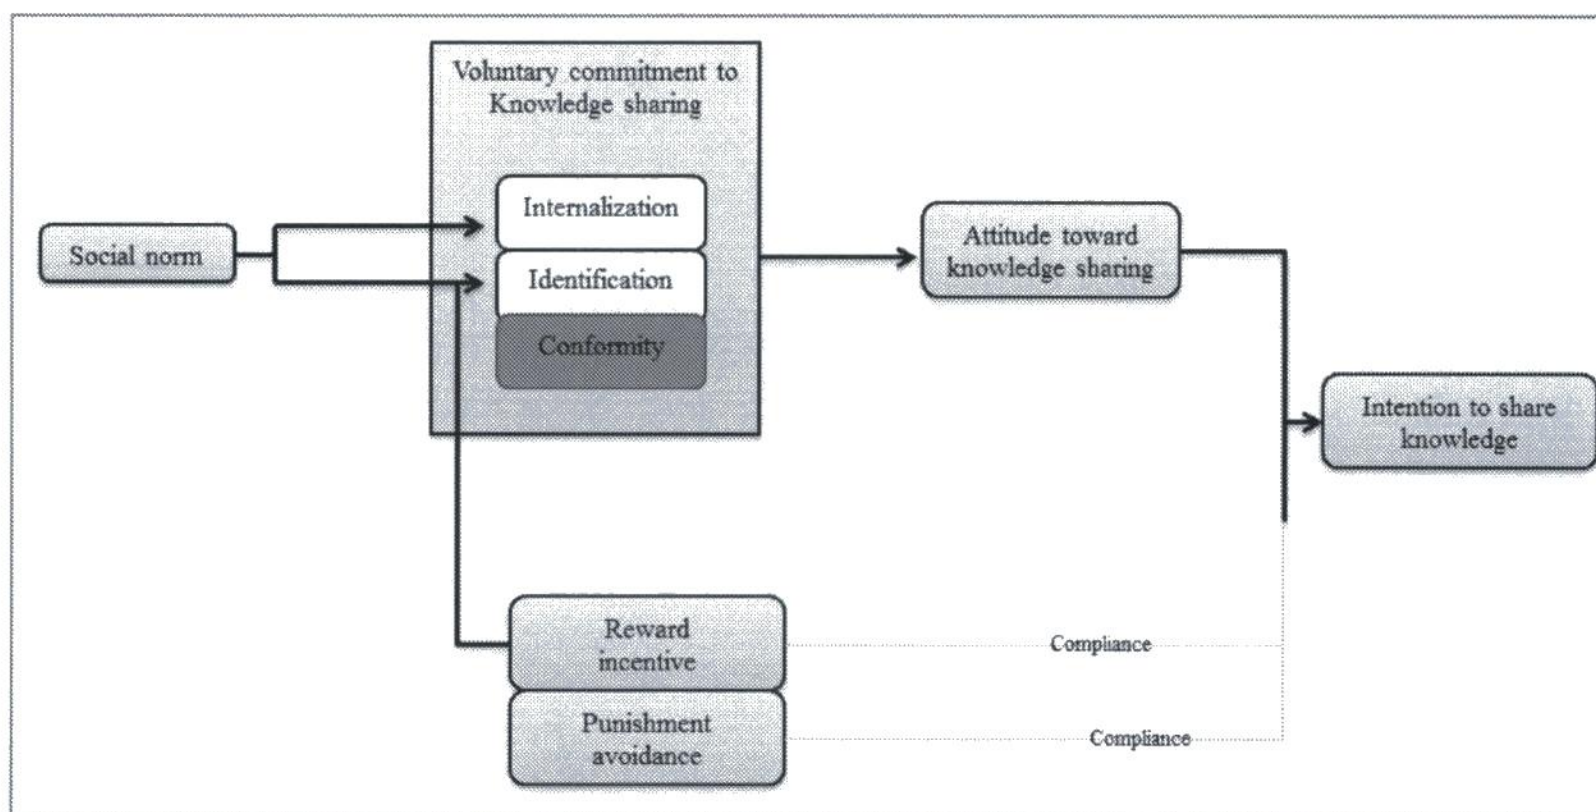 Voluntary commitment to
Knowledge sharing
Internalization
Social norm
Identification
Conformity
Attitude toward
knowledge sharing
Intention to share
knowledge
Reward
incentive
Compliance
Punishment
avoidance
Compliance